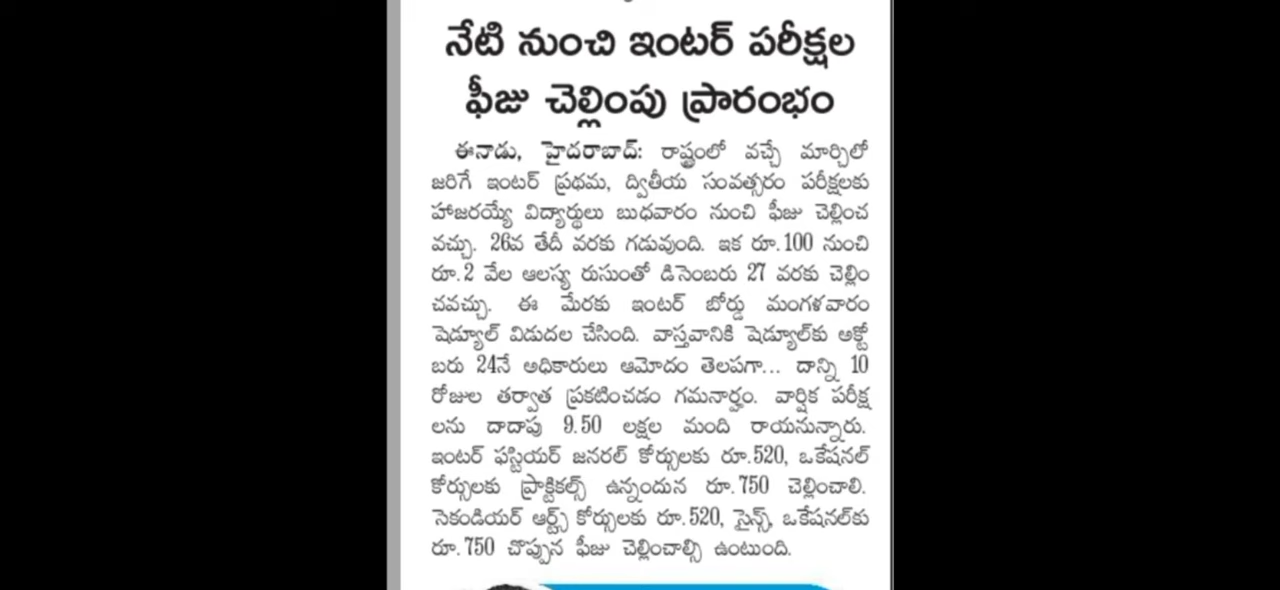 నేటి నుంచి ఇంటర్ పరీక్షల
ఫీజు చెల్లింపు ప్రారంభం
ఈనాడు, హైదరాబాద్: రాష్ట్రంలో వచ్చే మార్చిలో
జరిగే ఇంటర్ ప్రథమ, ద్వితీయ సంవత్సరం పరీక్షలకు
హాజరయ్యే విద్యార్థులు బుధవారం నుంచి ఫీజు చెల్లించ
వచ్చు. 26వ తేదీ వరకు గడువుంది. ఇక రూ.100 నుంచి
రూ.2 వేల ఆలస్య రుసుంతో డిసెంబరు 27 వరకు చెల్లిం
చవచ్చు. ఈ మేరకు ఇంటర్ బోర్డు మంగళవారం
షెడ్యూల్ విడుదల చేసింది. వాస్తవానికి షెడ్యూల్‌కు అక్టో
బరు 24నే అధికారులు ఆమోదం తెలపగా... దాన్ని 10
రోజుల తర్వాత ప్రకటించడం గమనార్హం. వార్షిక పరీక్ష
లను దాదాపు 9.50 లక్షల మంది రాయనున్నారు.
ఇంటర్ ఫస్టియర్ జనరల్ కోర్సులకు రూ.520, ఒకేషనల్
కోర్సులకు ప్రాక్టికల్స్ ఉన్నందున రూ.750 చెల్లించాలి.
సెకండియర్ ఆర్ట్స్ కోర్సులకు రూ.520, సైన్స్, ఒకేషనల్‌కు
రూ.750 చొప్పున ఫీజు చెల్లించాల్సి ఉంటుంది.